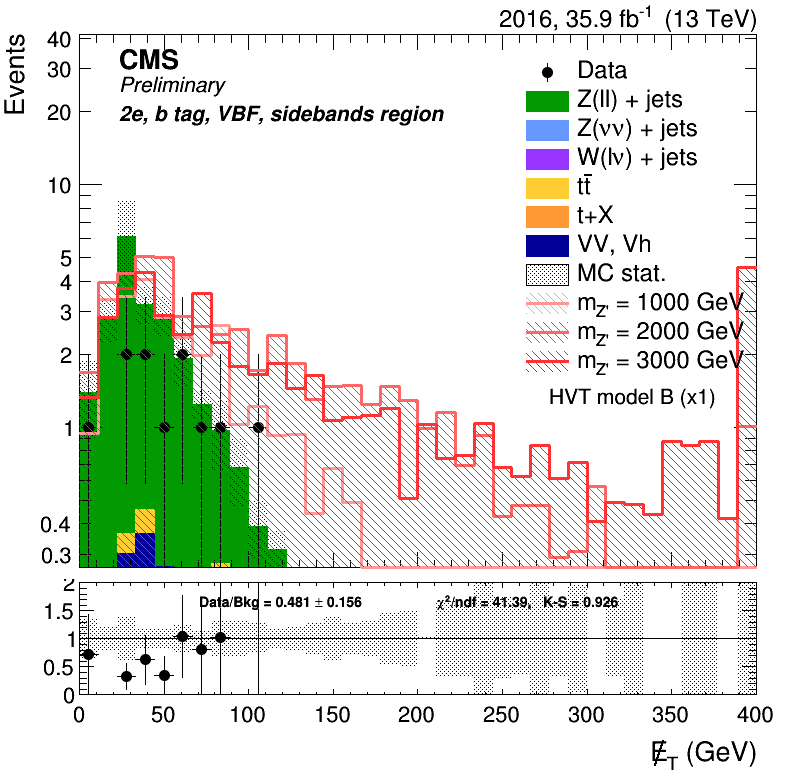 2016, 35.9 fb⁻¹ (13 TeV)
Events
CMS
Preliminary
2e, b tag, VBF, sidebands region
Data
Z(ll) + jets
Z(νν) + jets
W(lν) + jets
tt̄
t+X
VV, Vh
MC stat.
m_Z' = 1000 GeV
m_Z' = 2000 GeV
m_Z' = 3000 GeV
HVT model B (x1)
40
30
20
10
5
4
3
2
1
0.4
0.3
Data/Bkg = 0.481 ± 0.156 χ²/ndf = 41.39, K-S = 0.926
2
1.5
1
0.5
0
0 50 100 150 200 250 300 350 400
E̸_T (GeV)